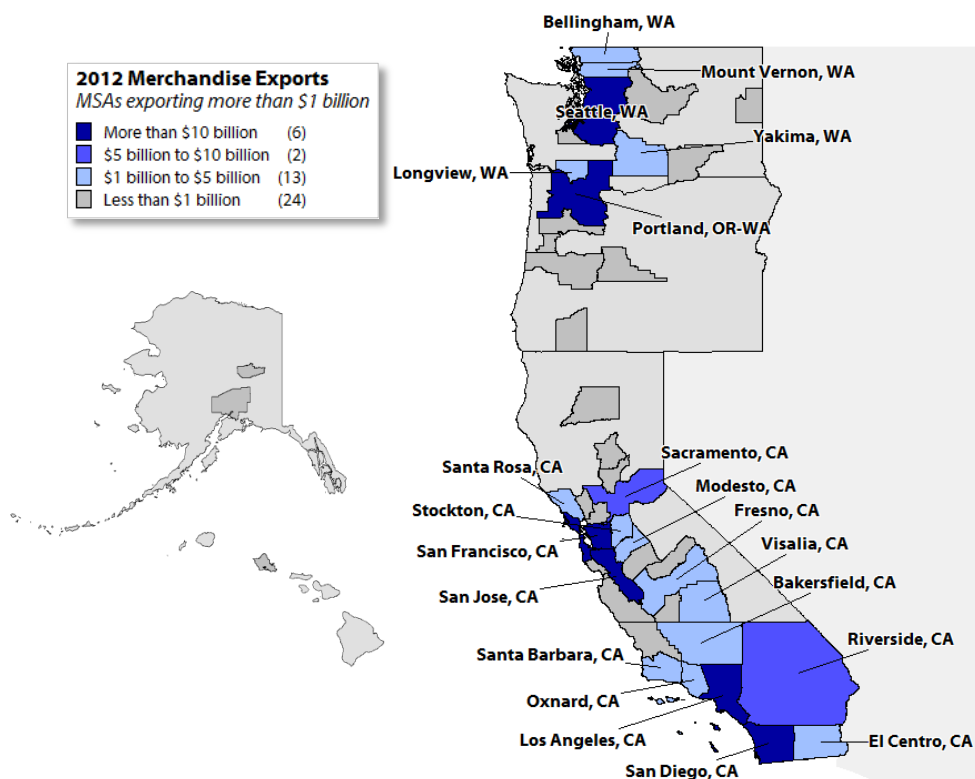 Bellingham, WA
2012 Merchandise Exports
MSAs exporting more than $1 billion
More than $10 billion (6)
$5 billion to $10 billion (2)
$1 billion to $5 billion (13)
Less than $1 billion (24)
Mount Vernon, WA
Seattle, WA
Yakima, WA
Longview, WA
Portland, OR-WA
Sacramento, CA
Santa Rosa, CA
Modesto, CA
Stockton, CA
Fresno, CA
San Francisco, CA
Visalia, CA
Bakersfield, CA
San Jose, CA
Riverside, CA
Santa Barbara, CA
Oxnard, CA
Los Angeles, CA
El Centro, CA
San Diego, CA